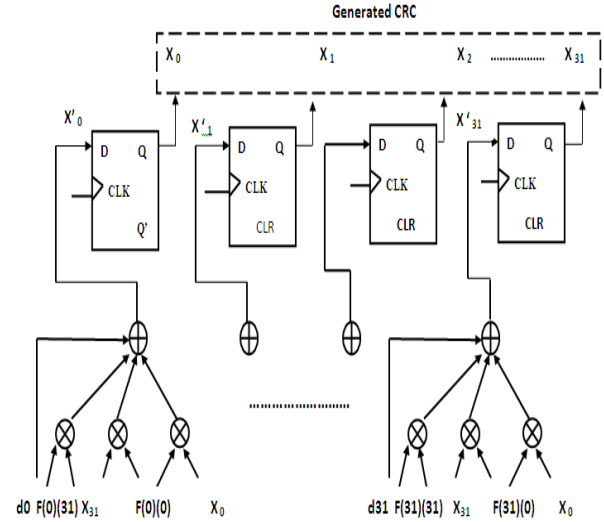 Generated CRC
X0 X1 X2 .................. X31
X'0 X'1 X'31
D Q D Q D Q D Q
CLK CLK CLK CLK
Q' CLR CLR CLR
............................
d0 F(0)(31) X31 F(0)(0) X0 d31 F(31)(31) X31 F(31)(0) X0